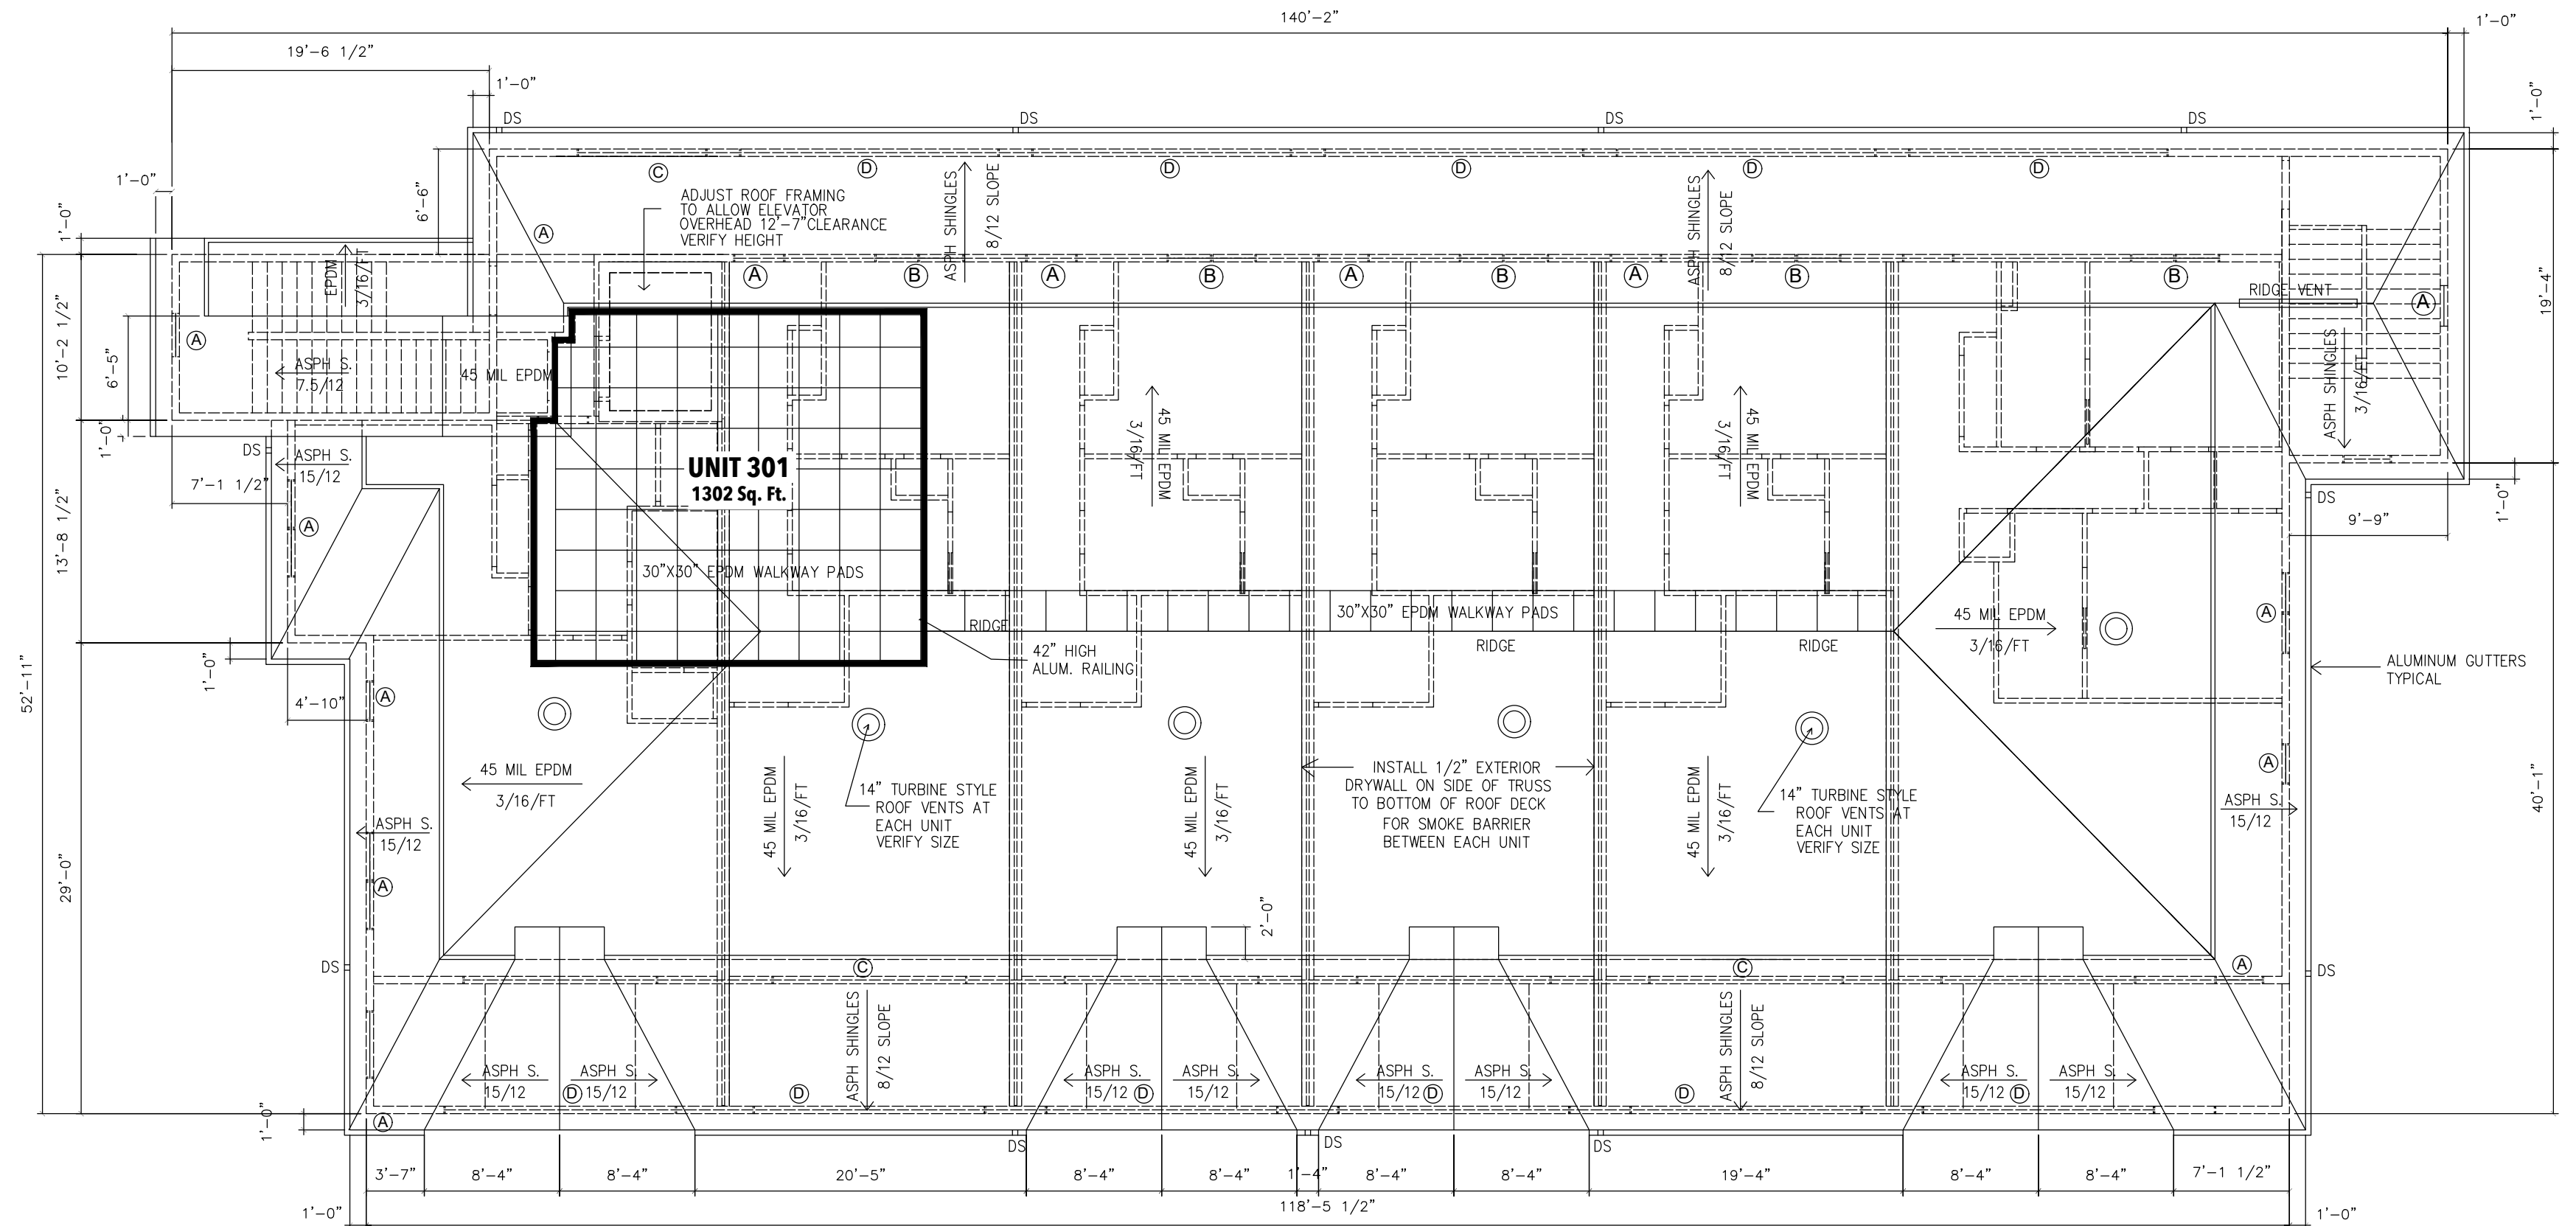 140'-2"
1'-0"
19'-6 1/2"
1'-0"
1'-0"
DS
DS
DS
DS
C
D
D
D
D
D
6'-6"
1'-0"
1'-0"
ADJUST ROOF FRAMING
TO ALLOW ELEVATOR
OVERHEAD 12'-7"CLEARANCE
VERIFY HEIGHT
ASPH SHINGLES
8/12 SLOPE
ASPH SHINGLES
8/12 SLOPE
A
EPDM
3/16/FT
A
B
A
B
A
B
A
B
B
RIDGE VENT
A
19'-4"
10'-2 1/2"
6'-5"
A
ASPH S.
7.5/12
45 MIL EPDM
ASPH SHINGLES
3/16/FT
45 MIL EPDM
3/16/FT
45 MIL EPDM
3/16/FT
1'-0"
DS
ASPH S.
15/12
7'-1 1/2"
UNIT 301
1302 Sq. Ft.
DS
9'-9"
1'-0"
A
13'-8 1/2"
30"X30" EPDM WALKWAY PADS
30"X30" EPDM WALKWAY PADS
RIDGE
RIDGE
RIDGE
45 MIL EPDM
3/16/FT
A
42" HIGH
ALUM. RAILING
ALUMINUM GUTTERS
TYPICAL
52'-11"
1'-0"
4'-10"
A
45 MIL EPDM
3/16/FT
45 MIL EPDM
3/16/FT
14" TURBINE STYLE
ROOF VENTS AT
EACH UNIT
VERIFY SIZE
45 MIL EPDM
3/16/FT
INSTALL 1/2" EXTERIOR
DRYWALL ON SIDE OF TRUSS
TO BOTTOM OF ROOF DECK
FOR SMOKE BARRIER
BETWEEN EACH UNIT
45 MIL EPDM
3/16/FT
14" TURBINE STYLE
ROOF VENTS AT
EACH UNIT
VERIFY SIZE
A
ASPH S.
15/12
40'-1"
ASPH S.
15/12
29'-0"
A
2'-0"
DS
C
C
A
DS
ASPH SHINGLES
8/12 SLOPE
ASPH SHINGLES
8/12 SLOPE
ASPH S.
15/12
D
ASPH S.
15/12
D
ASPH S.
15/12
D
ASPH S.
15/12
ASPH S.
15/12
D
ASPH S.
15/12
D
ASPH S.
15/12
D
ASPH S.
15/12
1'-0"
A
DS
DS
DS
3'-7"
8'-4"
8'-4"
20'-5"
8'-4"
8'-4"
1'-4"
8'-4"
8'-4"
19'-4"
8'-4"
8'-4"
7'-1 1/2"
1'-0"
118'-5 1/2"
1'-0"